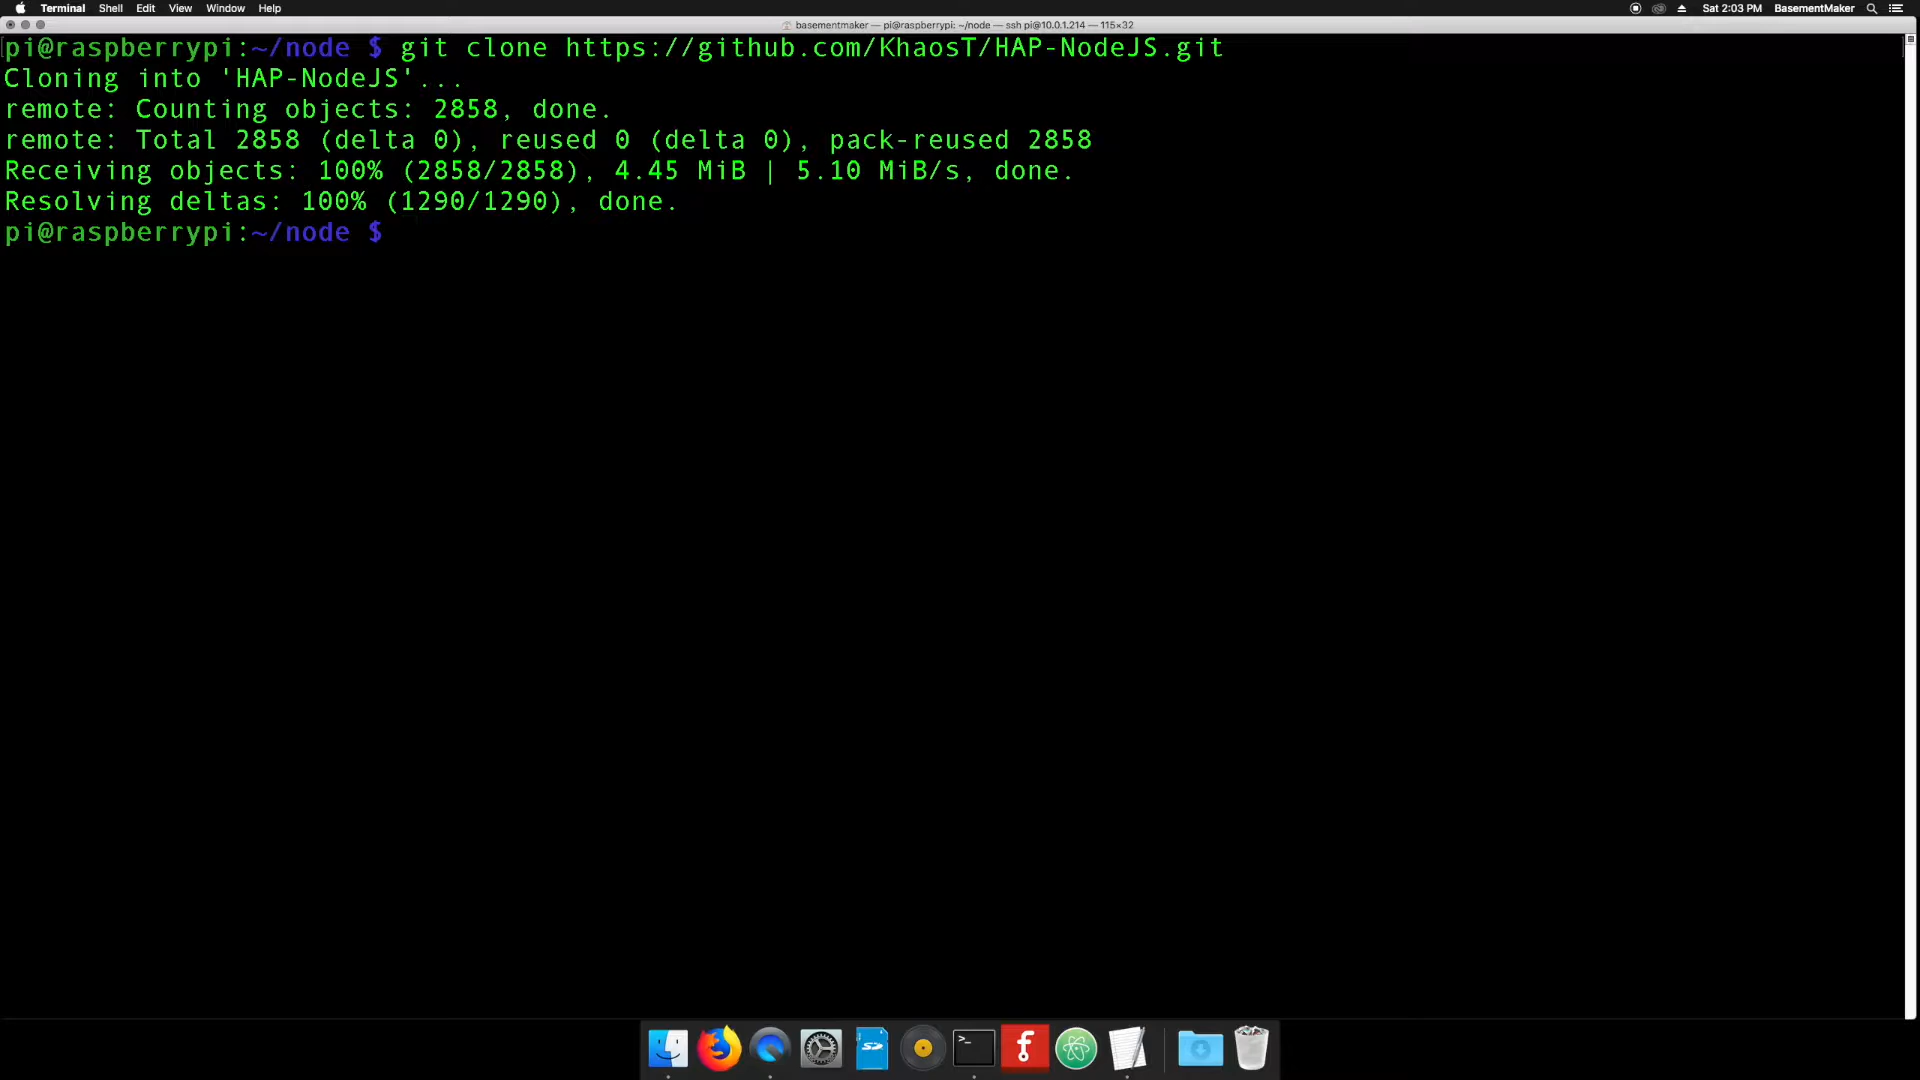 Terminal Shell Edit View Window Help Sat 2:03 PM BasementMaker
basementmaker — pi@raspberrypi: ~/node — ssh pi@10.0.1.214 — 115×32
pi@raspberrypi:~/node $ git clone https://github.com/KhaosT/HAP-NodeJS.git
Cloning into 'HAP-NodeJS'...
remote: Counting objects: 2858, done.
remote: Total 2858 (delta 0), reused 0 (delta 0), pack-reused 2858
Receiving objects: 100% (2858/2858), 4.45 MiB | 5.10 MiB/s, done.
Resolving deltas: 100% (1290/1290), done.
pi@raspberrypi:~/node $
SD
>_
f